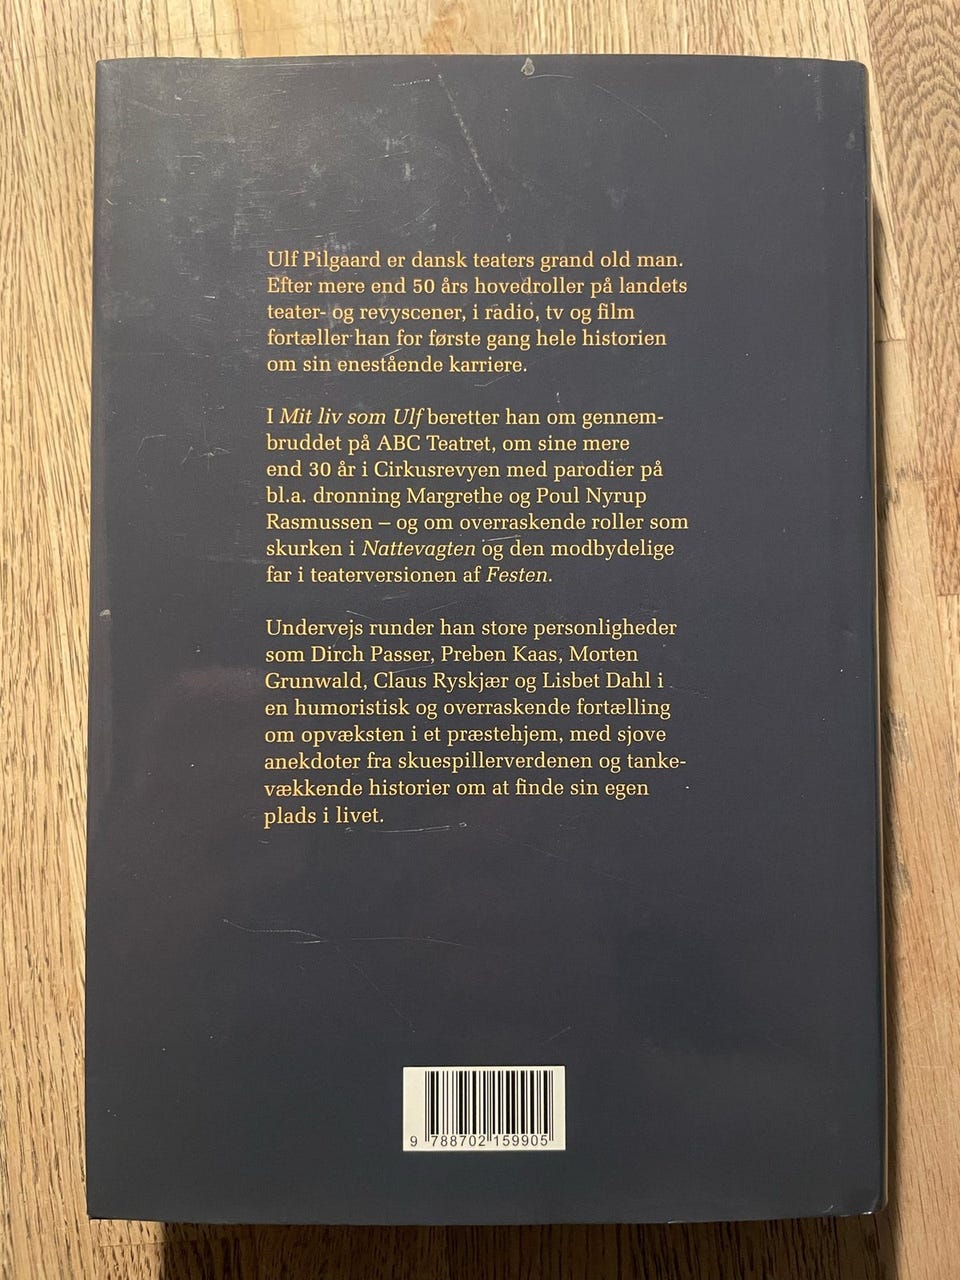 Ulf Pilgaard er dansk teaters grand old man.
Efter mere end 50 års hovedroller på landets
teater- og revyscener, i radio, tv og film
fortæller han for første gang hele historien
om sin enestående karriere.
I Mit liv som Ulf beretter han om gennem-
bruddet på ABC Teatret, om sine mere
end 30 år i Cirkusrevyen med parodier på
bl.a. dronning Margrethe og Poul Nyrup
Rasmussen – og om overraskende roller som
skurken i Nattevagten og den modbydelige
far i teaterversionen af Festen.
Undervejs runder han store personligheder
som Dirch Passer, Preben Kaas, Morten
Grunwald, Claus Ryskjær og Lisbet Dahl i
en humoristisk og overraskende fortælling
om opvæksten i et præstehjem, med sjove
anekdoter fra skuespillerverdenen og tanke-
vækkende historier om at finde sin egen
plads i livet.
9 788702 159905